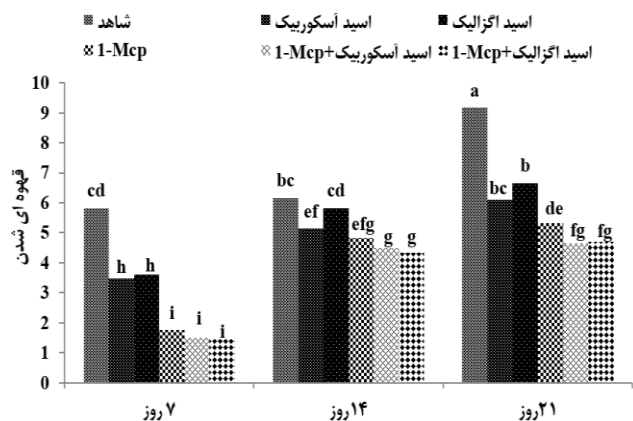 شاهد
اسید آسکوربیک
اسید اگزالیک
1-Mcp
1-Mcp+اسید آسکوربیک
1-Mcp+اسید اگزالیک
قهوه ای شدن
10
9
8
7
6
5
4
3
2
1
0
cd h h i i i
bc ef cd efg g g
a bc b de fg fg
۷ روز
۱۴روز
۲۱روز